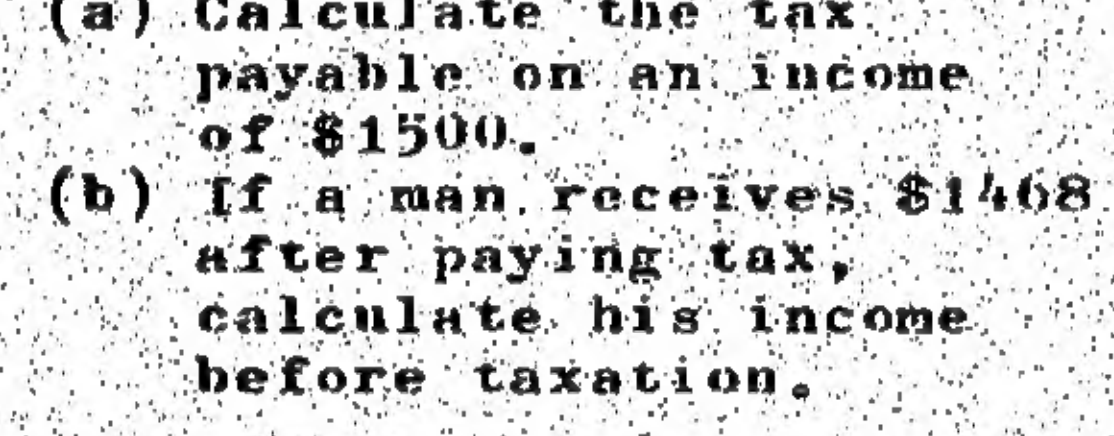 (a) Calculate the tax
payable on an income
of $1500.
(b) If a man receives $1468
after paying tax,
calculate his income
before taxation.